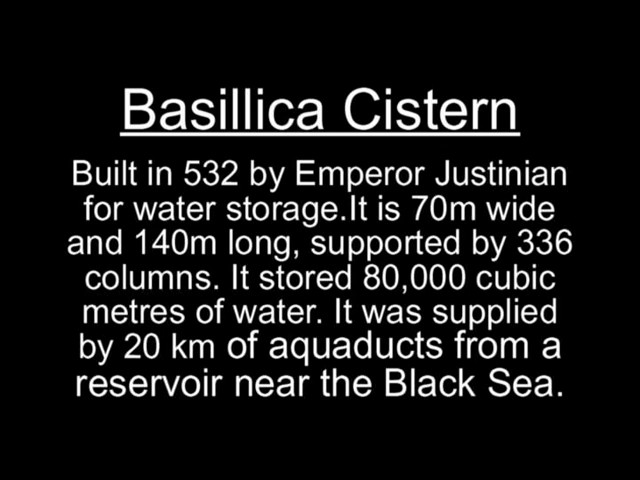 Basillica Cistern
Built in 532 by Emperor Justinian
for water storage.It is 70m wide
and 140m long, supported by 336
columns. It stored 80,000 cubic
metres of water. It was supplied
by 20 km of aquaducts from a
reservoir near the Black Sea.